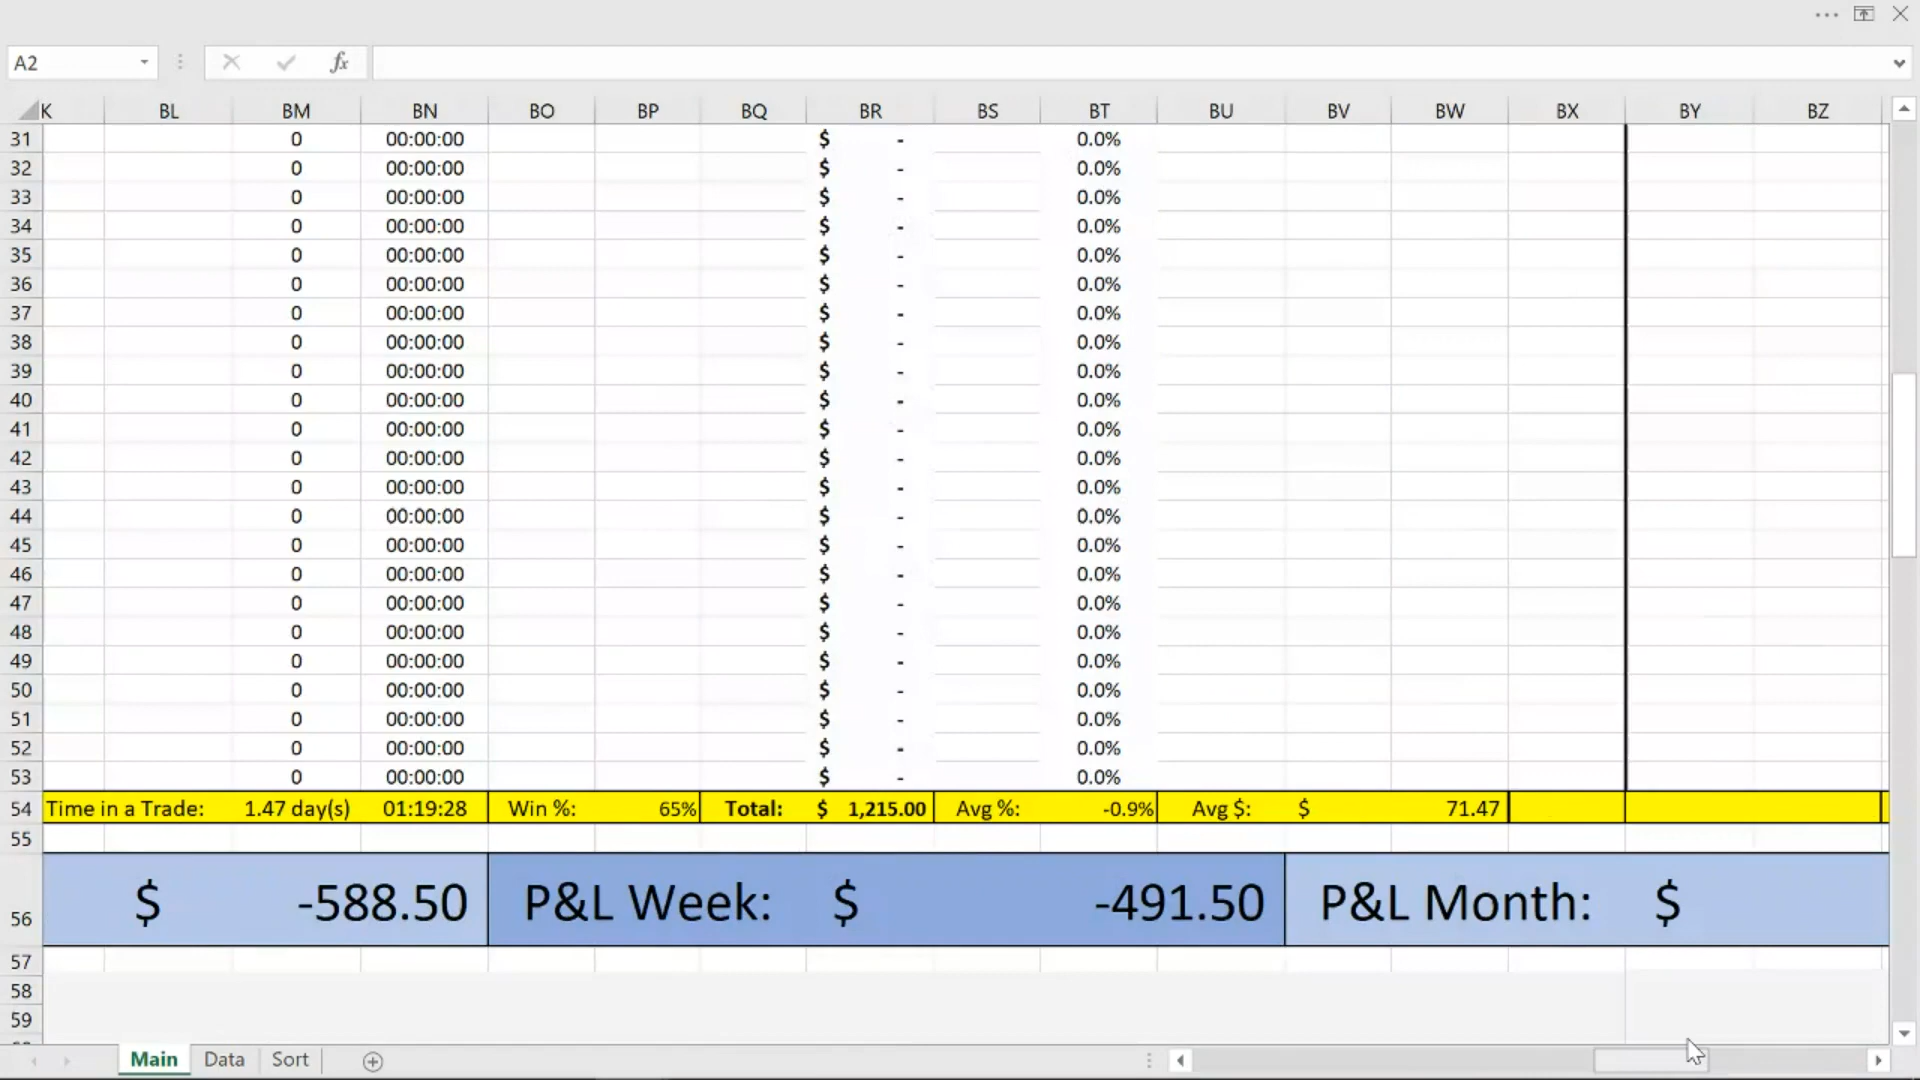 A2
fx
K BL BM BN BO BP BQ BR BS BT BU BV BW BX BY BZ
31 0 00:00:00 $ - 0.0%
32 0 00:00:00 $ - 0.0%
33 0 00:00:00 $ - 0.0%
34 0 00:00:00 $ - 0.0%
35 0 00:00:00 $ - 0.0%
36 0 00:00:00 $ - 0.0%
37 0 00:00:00 $ - 0.0%
38 0 00:00:00 $ - 0.0%
39 0 00:00:00 $ - 0.0%
40 0 00:00:00 $ - 0.0%
41 0 00:00:00 $ - 0.0%
42 0 00:00:00 $ - 0.0%
43 0 00:00:00 $ - 0.0%
44 0 00:00:00 $ - 0.0%
45 0 00:00:00 $ - 0.0%
46 0 00:00:00 $ - 0.0%
47 0 00:00:00 $ - 0.0%
48 0 00:00:00 $ - 0.0%
49 0 00:00:00 $ - 0.0%
50 0 00:00:00 $ - 0.0%
51 0 00:00:00 $ - 0.0%
52 0 00:00:00 $ - 0.0%
53 0 00:00:00 $ - 0.0%
54 Time in a Trade: 1.47 day(s) 01:19:28 Win %: 65% Total: $ 1,215.00 Avg %: -0.9% Avg $: $ 71.47
55
56 $ -588.50 P&L Week: $ -491.50 P&L Month: $
57
58
59
Main Data Sort